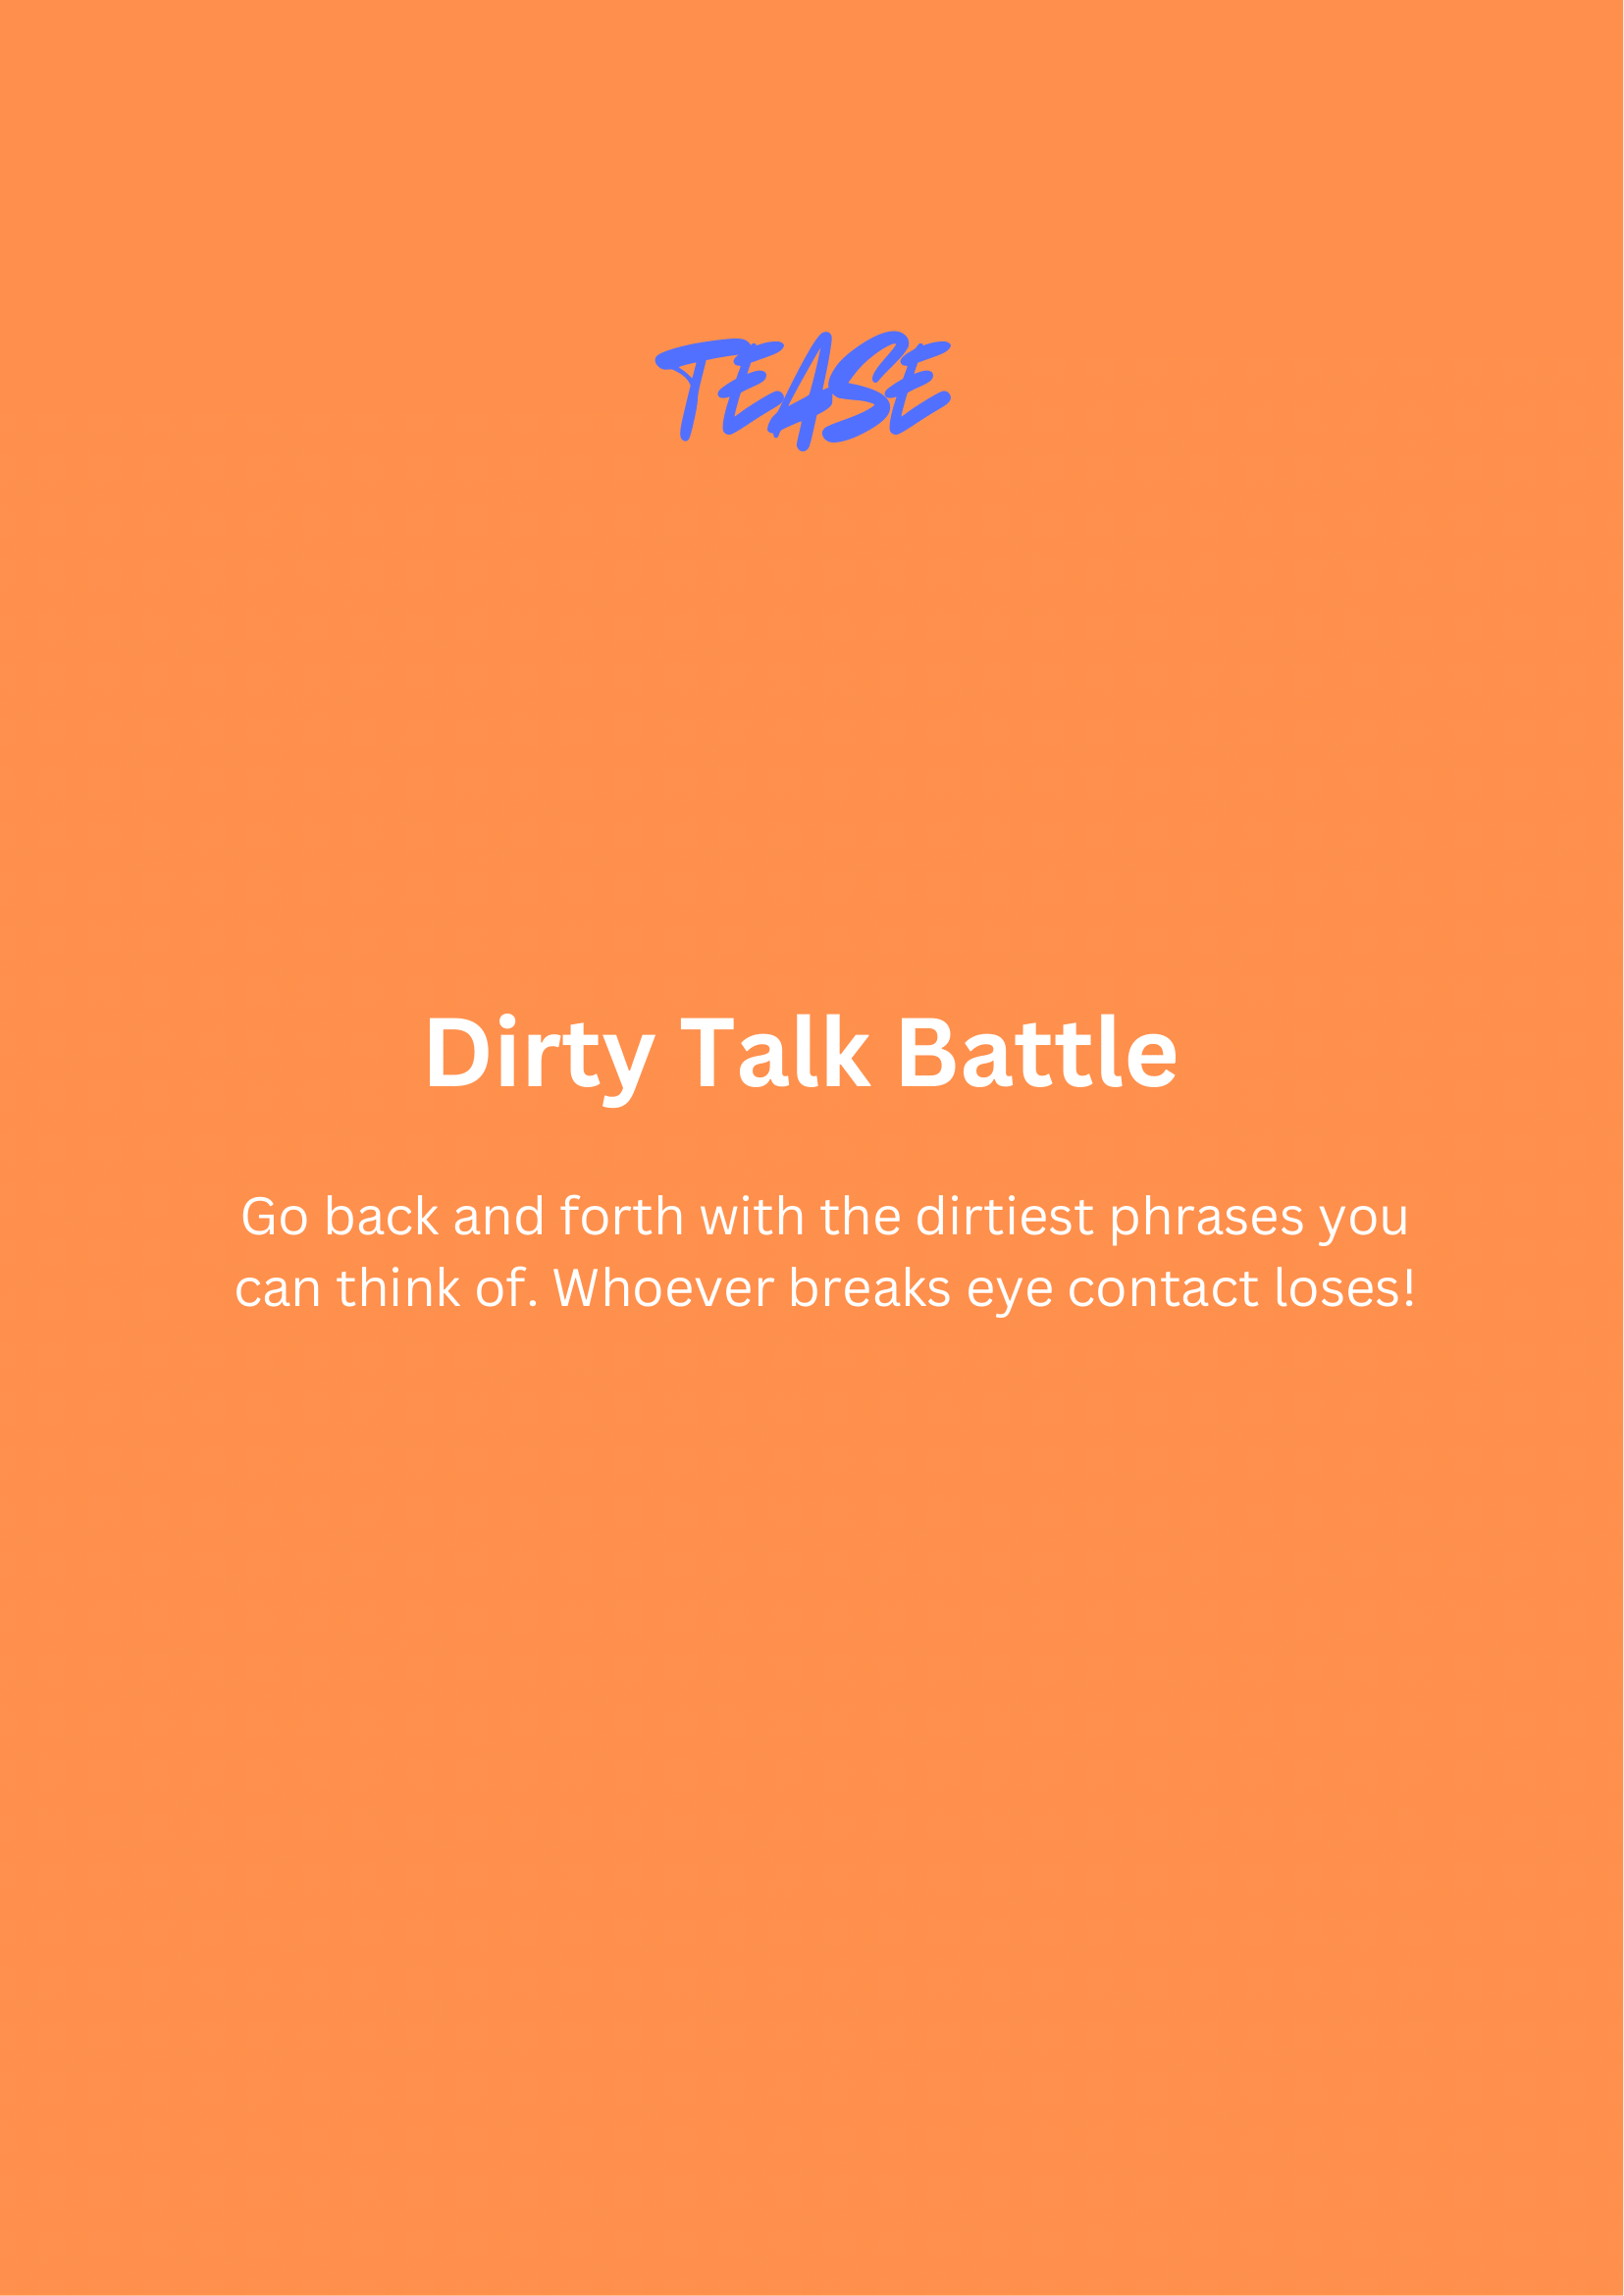 TEASE
Dirty Talk Battle
Go back and forth with the dirtiest phrases you
can think of. Whoever breaks eye contact loses!